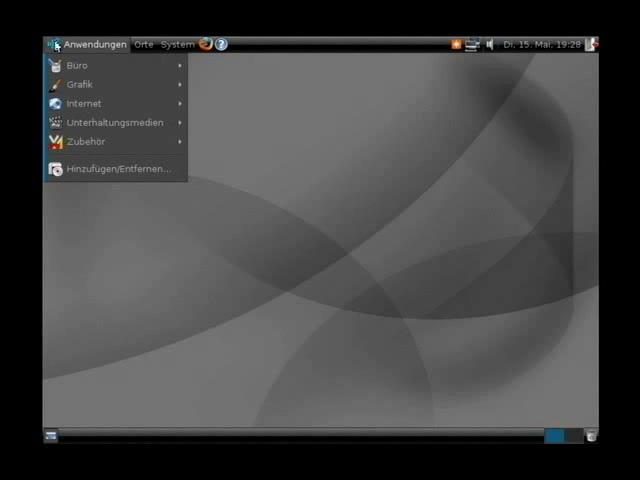 Anwendungen Orte System Di, 15. Mai, 19:28
Büro
Grafik
Internet
Unterhaltungsmedien
Zubehör
Hinzufügen/Entfernen...